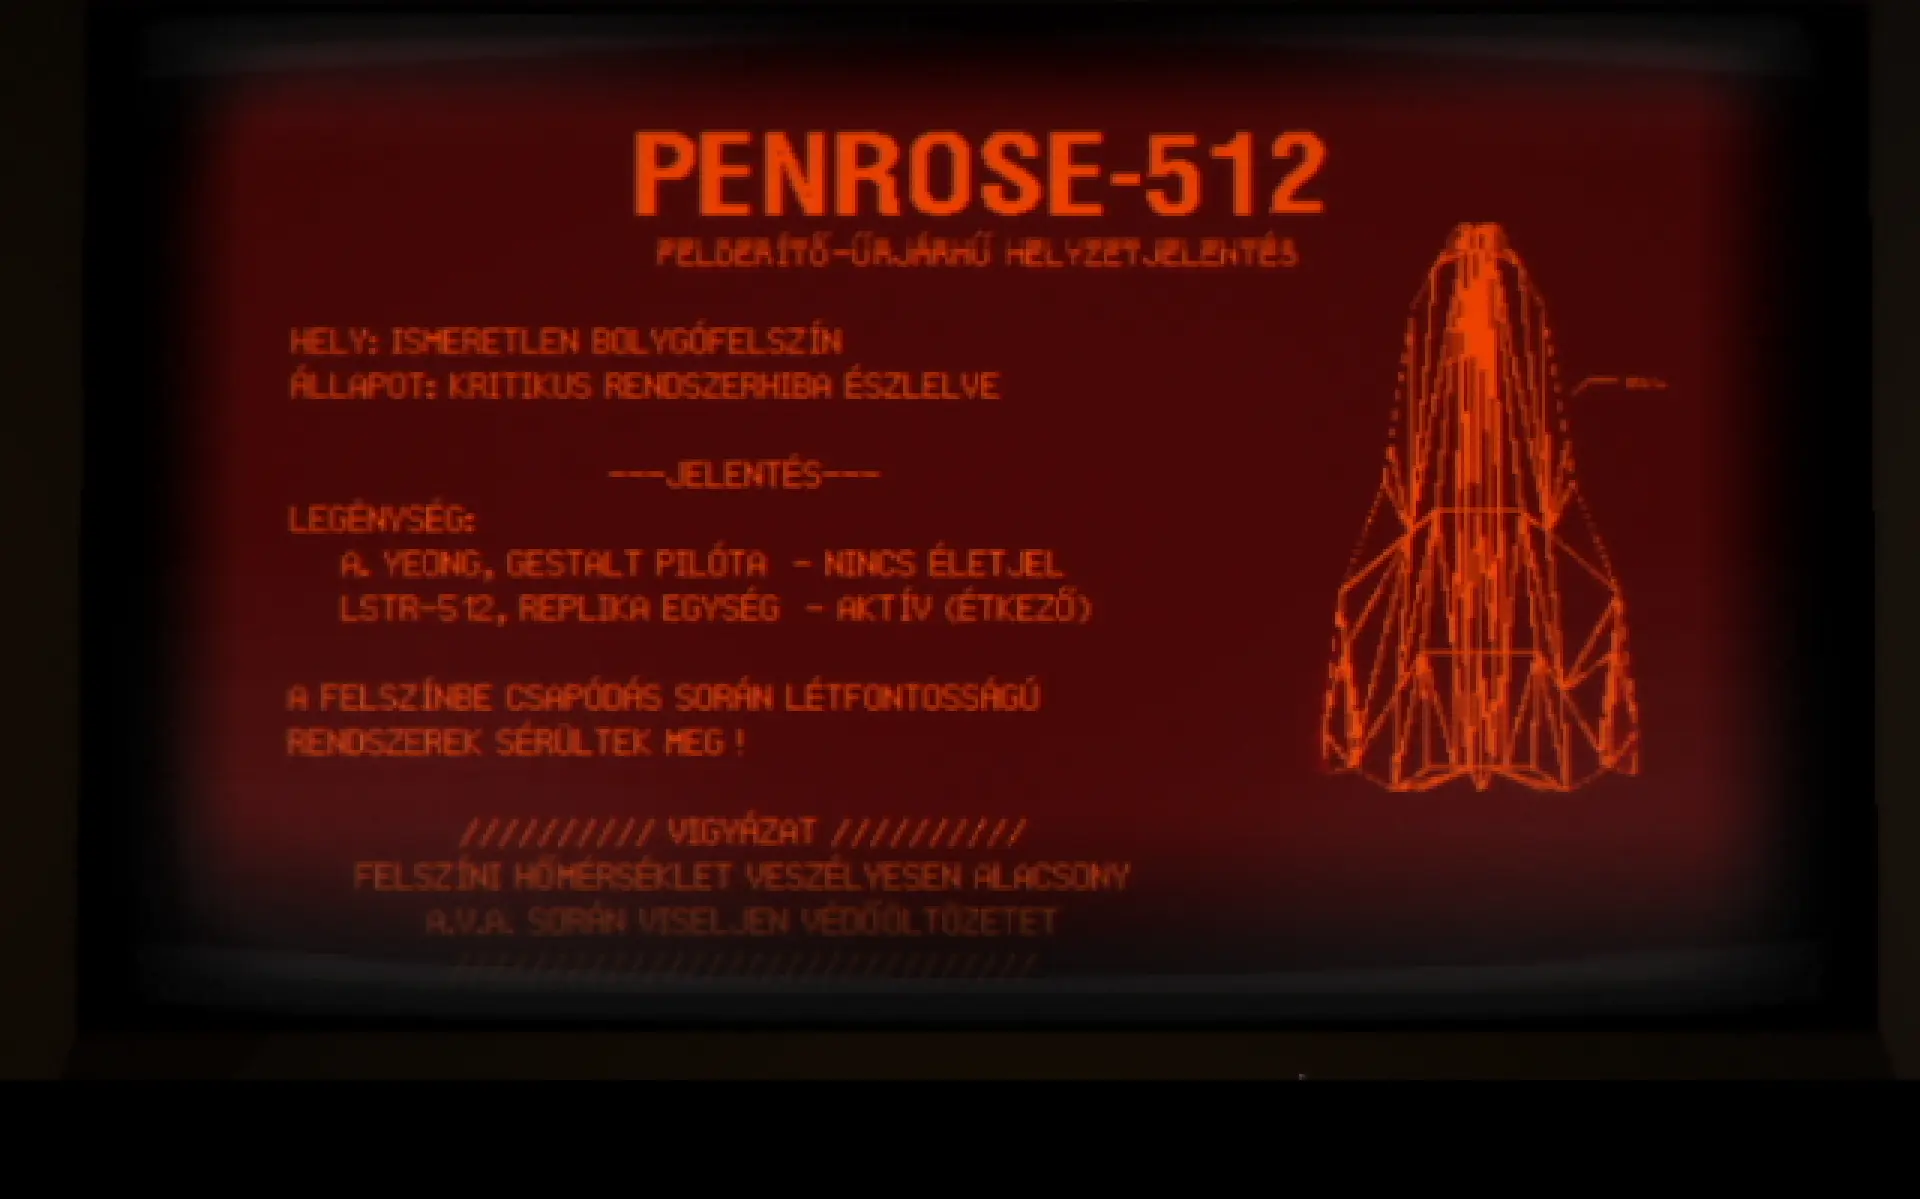 PENROSE-512
FELDERÍTŐ-ŰRJÁRMŰ HELYZETJELENTÉS
HELY: ISMERETLEN BOLYGÓFELSZÍN
ÁLLAPOT: KRITIKUS RENDSZERHIBA ÉSZLELVE
---JELENTÉS---
LEGÉNYSÉG:
A. YEONG, GESTALT PILÓTA - NINCS ÉLETJEL
LSTR-512, REPLIKA EGYSÉG - AKTÍV (ÉTKEZŐ)
A FELSZÍNBE CSAPÓDÁS SORÁN LÉTFONTOSSÁGÚ
RENDSZEREK SÉRÜLTEK MEG !
////////// VIGYÁZAT //////////
FELSZÍNI HŐMÉRSÉKLET VESZÉLYESEN ALACSONY
A.V.A. SORÁN VISELJEN VÉDŐÖLTÖZETET